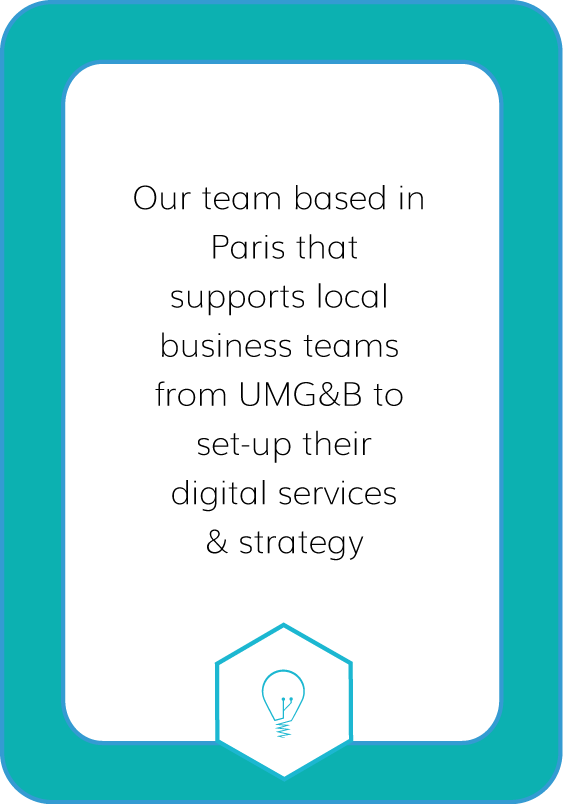 Our team based in
Paris that
supports local
business teams
from UMG&B to
set-up their
digital services
& strategy